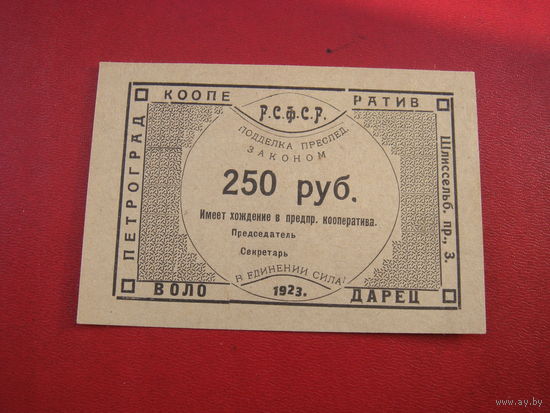 КООПЕ РАТИВ
Р.С.Ф.С.Р.
ПОДДЕЛКА ПРЕСЛЕД.
ЗАКОНОМ
250 руб.
Имеет хождение в предпр. кооператива.
Председатель
Секретарь
В ЕДИНЕНИИ СИЛА!
1923.
ВОЛО ДАРЕЦ
ПЕТРОГРАД
Шлиссельб. пр., 3.
www.ay.by